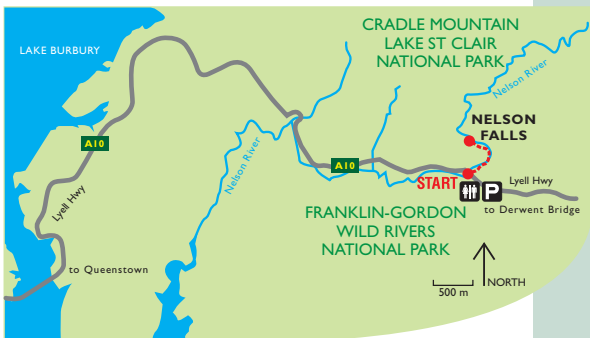 CRADLE MOUNTAIN
LAKE ST CLAIR
NATIONAL PARK
LAKE BURBURY
Nelson River
NELSON
FALLS
A10
Nelson River
A10
START
P
Lyell Hwy
Lyell Hwy
to Derwent Bridge
FRANKLIN-GORDON
WILD RIVERS
NATIONAL PARK
to Queenstown
500 m
NORTH